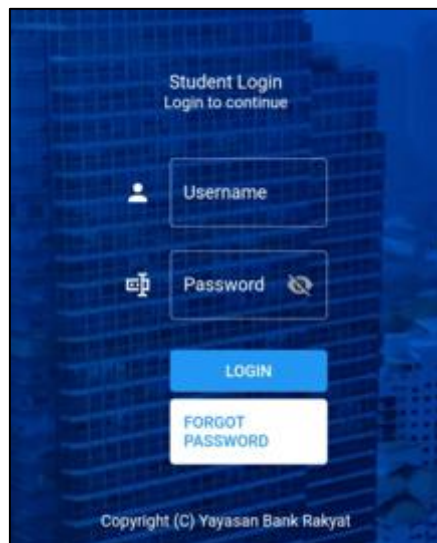 Student Login
Login to continue
Username
Password
LOGIN
FORGOT
PASSWORD
Copyright (C) Yayasan Bank Rakyat